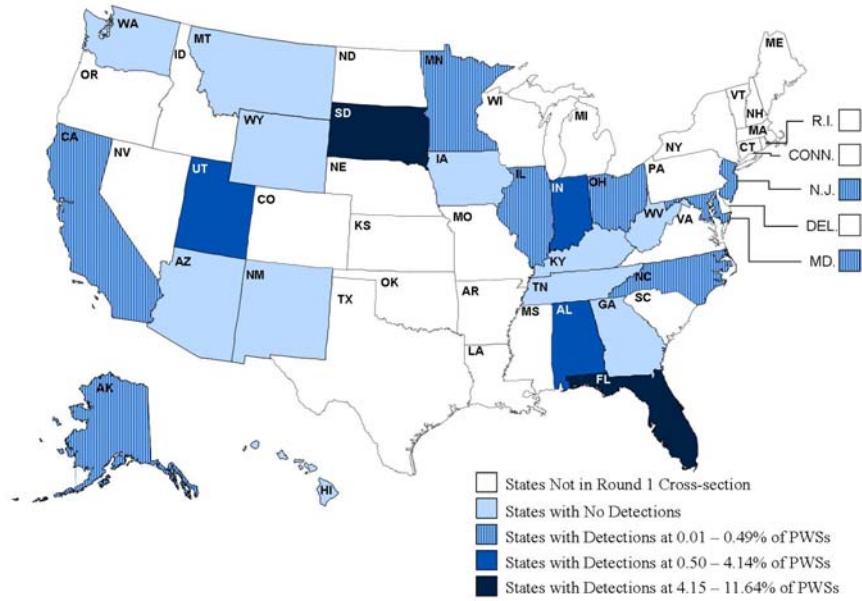 WA
MT
ND
MN
ME
ID
OR
WI
VT
SD
MI
NH
R.I.
WY
MA
NY
CT
CA
IA
CONN.
NV
NE
PA
UT
IL
IN
OH
N.J.
CO
WV
VA
DEL.
KS
MO
KY
MD.
AZ
NM
OK
TN
NC
TX
AR
SC
MS
AL
GA
LA
FL
AK
HI
States Not in Round 1 Cross-section
States with No Detections
States with Detections at 0.01 – 0.49% of PWSs
States with Detections at 0.50 – 4.14% of PWSs
States with Detections at 4.15 – 11.64% of PWSs